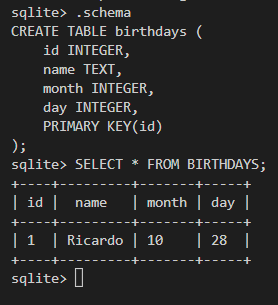 sqlite> .schema
CREATE TABLE birthdays (
    id INTEGER,
    name TEXT,
    month INTEGER,
    day INTEGER,
    PRIMARY KEY(id)
);
sqlite> SELECT * FROM BIRTHDAYS;
+----+---------+-------+-----+
| id |  name   | month | day |
+----+---------+-------+-----+
| 1  | Ricardo | 10    | 28  |
+----+---------+-------+-----+
sqlite>